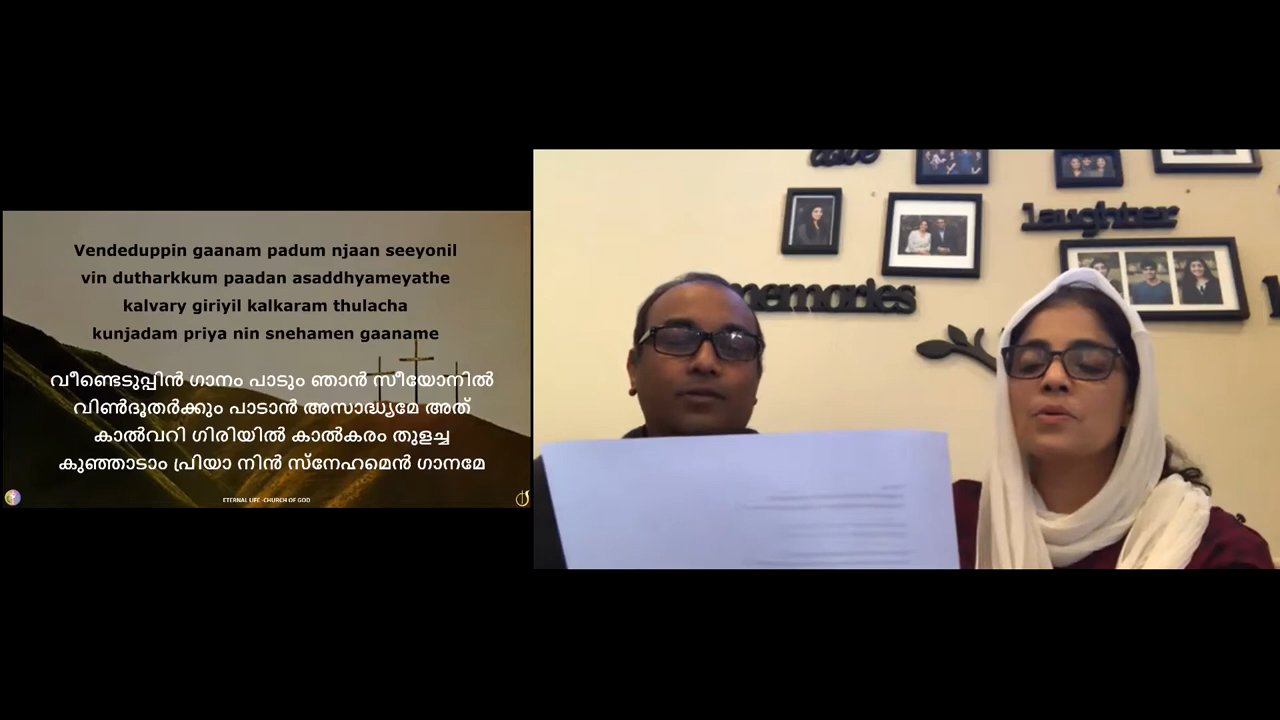 Vendeduppin gaanam padum njaan seeyonil
vin dutharkkum paadan asaddhyameyathe
kalvary giriyil kalkaram thulacha
kunjadam priya nin snehamen gaaname
വീണ്ടെടുപ്പിൻ ഗാനം പാടും ഞാൻ സീയോനിൽ
വിൺദൂതർക്കും പാടാൻ അസാദ്ധ്യമേ അത്
കാൽവറി ഗിരിയിൽ കാൽകരം തുളച്ച
കുഞ്ഞാടാം പ്രിയാ നിൻ സ്നേഹമെൻ ഗാനമേ
ETERNAL LIFE -CHURCH OF GOD
laughter
memories